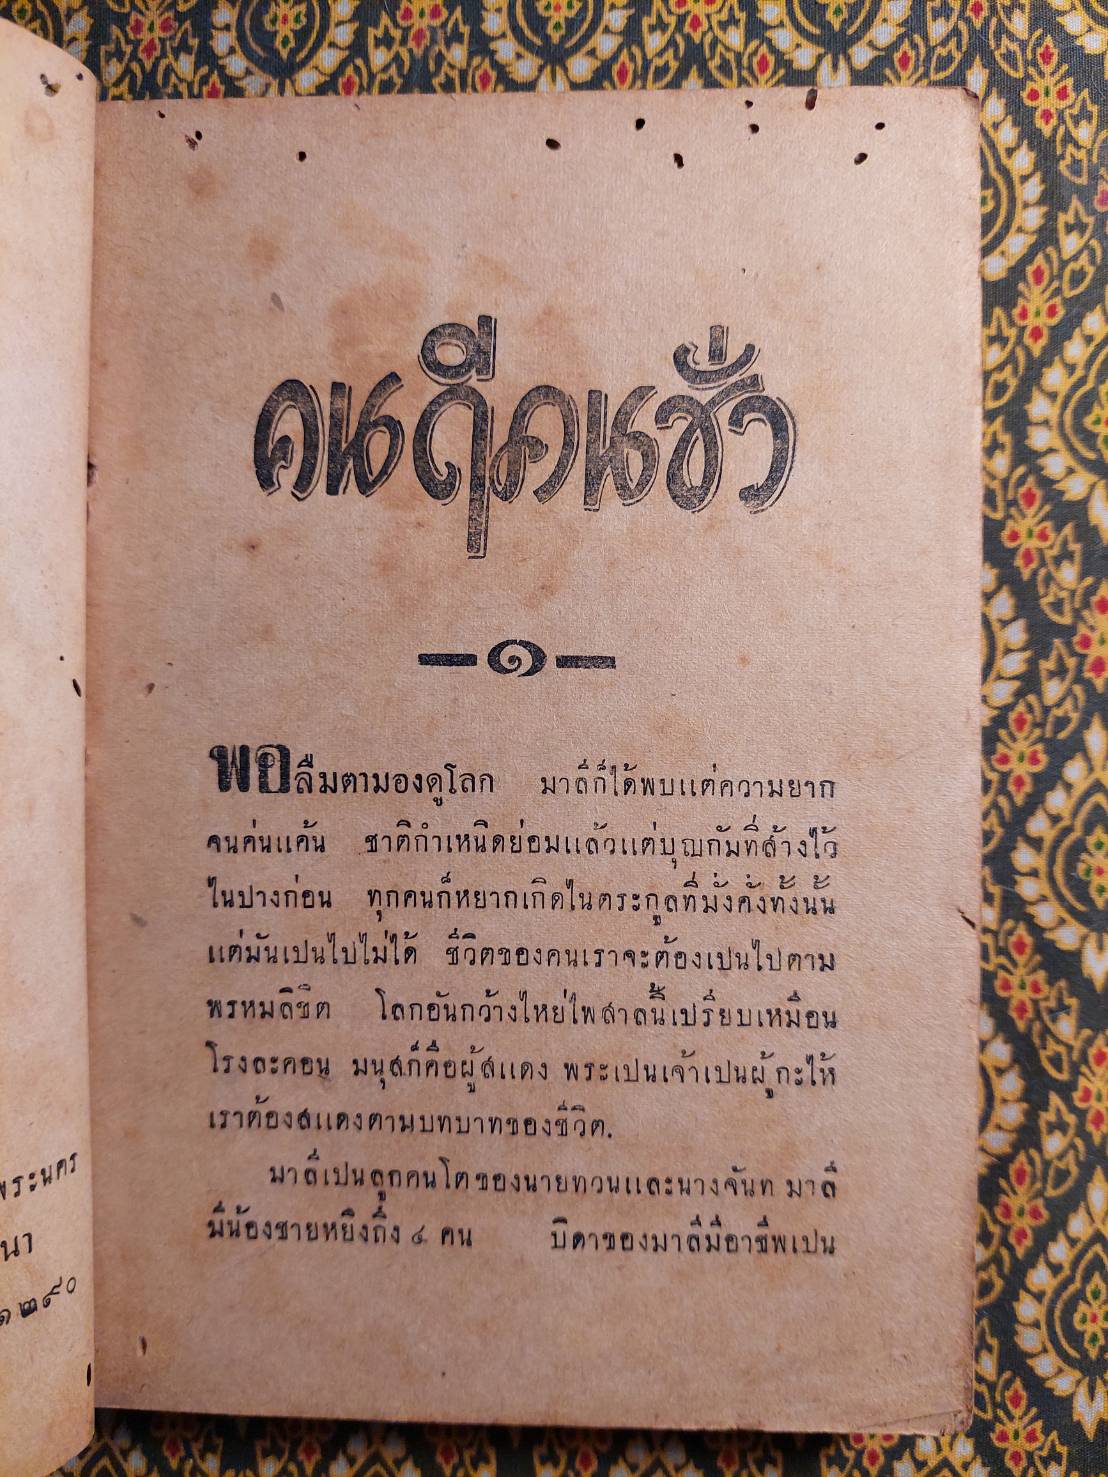 คนดีคนชั่ว
—๑—
พอลืมตามองดูโลก มาลีก็ได้พบแต่ความยาก
จนค่นแค้น ชาติกำเหนิดย่อมแล้วแต่บุญกัมที่ส้างไว้
ไนปางก่อน ทุกคนก็หยากเกิดไนตระกูลที่มั่งคั่งทั้งนั้น
แต่มันเปนไปไม่ได้ ชีวิตของคนเราจะต้องเปนไปตาม
พรหมลิขิต โลกอันกว้างไหย่ไพสาลนี้เปรียบเหมือน
โรงละคอน มนุสก็คือผู้สแดง พระเปนเจ้าเปนผู้กะไห้
เราต้องสแดงตามบทบาทของชีวิต.
มาลีเปนลูกคนโตของนายทวนและนางจันท มาลี
มีน้องชายหยิงถึง ๔ คน บิดาของมาลีมีอาชีพเปน
พระนคร
นา
๑๒๙๐